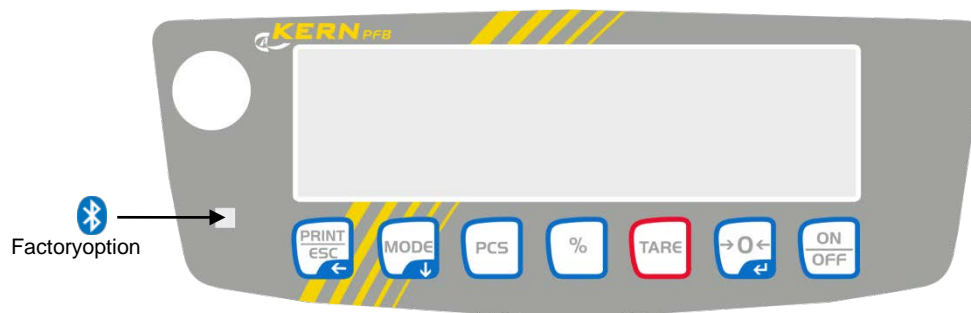 KERN PFB
Factoryoption
PRINT
ESC
MODE
PCS
%
TARE
→0←
ON
OFF